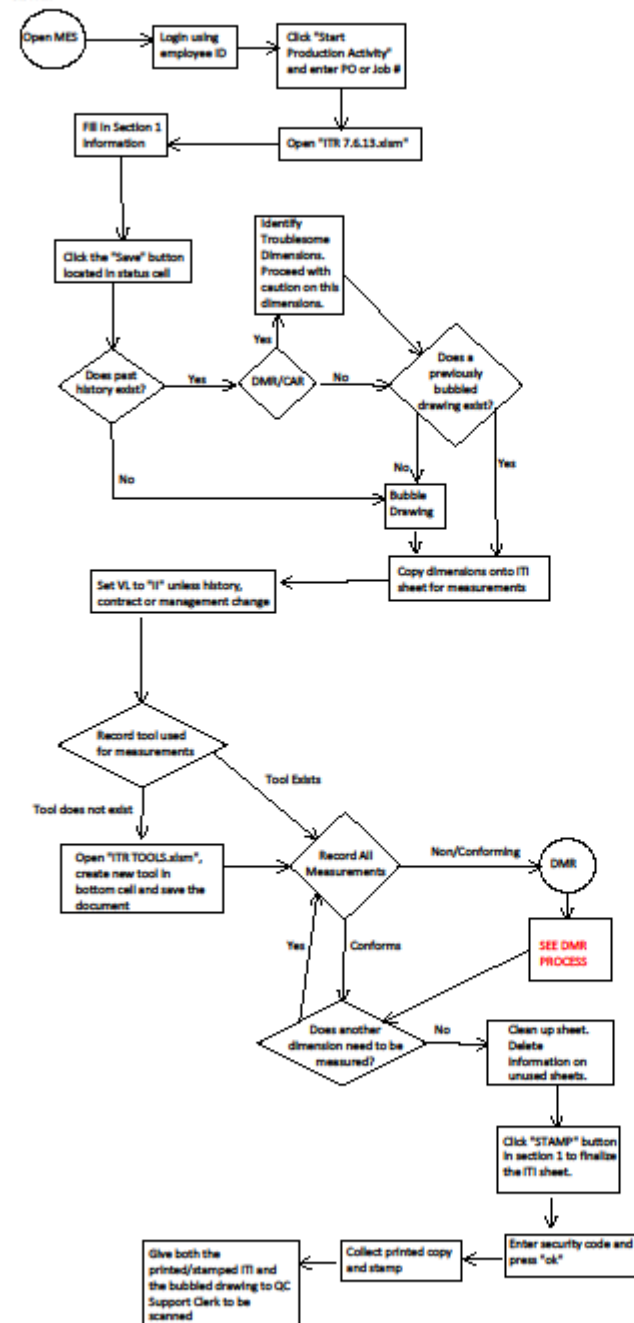 Open MES
Login using
employee ID
Click "Start
Production Activity"
and enter PO or Job #
Fill in Section 1
Information
Open "ITR 7.6.13.xlsm"
Identify
Troublesome
Dimensions.
Proceed with
caution on this
dimensions.
Click the "Save" button
located in status cell
Yes
Does a
previously
bubbled
drawing exist?
Does past
history exist?
Yes
DMR/CAR
No
No
No
Yes
Bubble
Drawing
Set VL to "II" unless history,
contract or management change
Copy dimensions onto ITI
sheet for measurements
Record tool used
for measurements
Tool Exists
Tool does not exist
Open "ITR TOOLS.xlsm",
create new tool in
bottom cell and save the
document
Record All
Measurements
Non/Conforming
DMR
Yes
Conforms
SEE DMR
PROCESS
Does another
dimension need to be
measured?
No
Clean up sheet.
Delete
Information on
unused sheets.
Click "STAMP" button
in section 1 to finalize
the ITI sheet.
Give both the
printed/stamped ITI and
the bubbled drawing to QC
Support Clerk to be
scanned
Collect printed copy
and stamp
Enter security code and
press "ok"